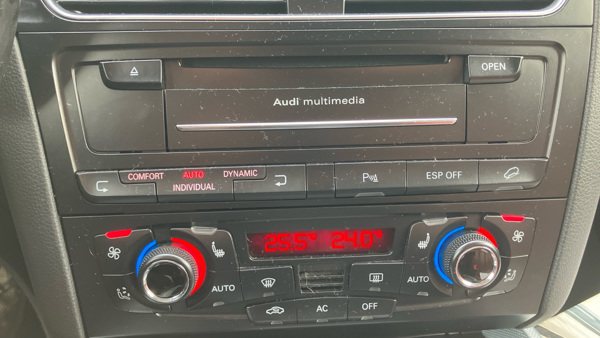 OPEN
Audi multimedia
COMFORT AUTO DYNAMIC
INDIVIDUAL
ESP OFF
25.5° 24.0°
AUTO AUTO
AC OFF